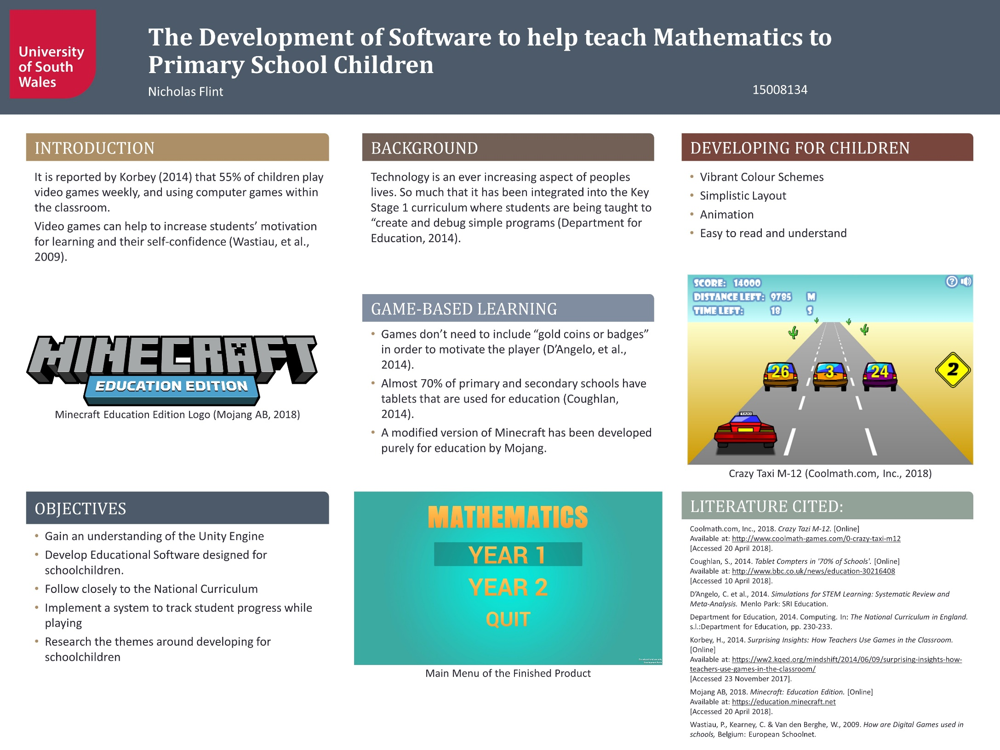 University
of South
Wales
The Development of Software to help teach Mathematics to
Primary School Children
Nicholas Flint
15008134
INTRODUCTION
It is reported by Korbey (2014) that 55% of children play
video games weekly, and using computer games within
the classroom.
Video games can help to increase students’ motivation
for learning and their self-confidence (Wastiau, et al.,
2009).
MINECRAFT
EDUCATION EDITION
Minecraft Education Edition Logo (Mojang AB, 2018)
OBJECTIVES
• Gain an understanding of the Unity Engine
• Develop Educational Software designed for
schoolchildren.
• Follow closely to the National Curriculum
• Implement a system to track student progress while
playing
• Research the themes around developing for
schoolchildren
BACKGROUND
Technology is an ever increasing aspect of peoples
lives. So much that it has been integrated into the Key
Stage 1 curriculum where students are being taught to
“create and debug simple programs (Department for
Education, 2014).
GAME-BASED LEARNING
• Games don’t need to include “gold coins or badges”
in order to motivate the player (D’Angelo, et al.,
2014).
• Almost 70% of primary and secondary schools have
tablets that are used for education (Coughlan,
2014).
• A modified version of Minecraft has been developed
purely for education by Mojang.
MATHEMATICS
YEAR 1
YEAR 2
QUIT
For educational use only
Development Build
Main Menu of the Finished Product
DEVELOPING FOR CHILDREN
• Vibrant Colour Schemes
• Simplistic Layout
• Animation
• Easy to read and understand
SCORE: 14000
DISTANCE LEFT: 9785 M
TIME LEFT: 18 S
26 3 24
2
TAXI
Crazy Taxi M-12 (Coolmath.com, Inc., 2018)
LITERATURE CITED:
Coolmath.com, Inc., 2018. Crazy Tazi M-12. [Online]
Available at: http://www.coolmath-games.com/0-crazy-taxi-m12
[Accessed 20 April 2018].
Coughlan, S., 2014. Tablet Compters in '70% of Schools'. [Online]
Available at: http://www.bbc.co.uk/news/education-30216408
[Accessed 10 April 2018].
D’Angelo, C. et al., 2014. Simulations for STEM Learning: Systematic Review and
Meta-Analysis. Menlo Park: SRI Education.
Department for Education, 2014. Computing. In: The National Curriculum in England.
s.l.:Department for Education, pp. 230-233.
Korbey, H., 2014. Surprising Insights: How Teachers Use Games in the Classroom.
[Online]
Available at: https://ww2.kqed.org/mindshift/2014/06/09/surprising-insights-how-
teachers-use-games-in-the-classroom/
[Accessed 23 November 2017].
Mojang AB, 2018. Minecraft: Education Edition. [Online]
Available at: https://education.minecraft.net
[Accessed 20 April 2018].
Wastiau, P., Kearney, C. & Van den Berghe, W., 2009. How are Digital Games used in
schools, Belgium: European Schoolnet.